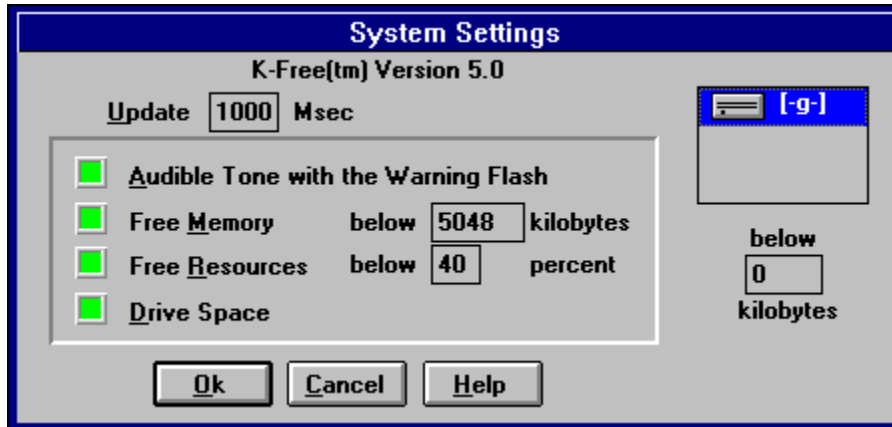 System Settings
K-Free(tm) Version 5.0
Update 1000 Msec
[-g-]
Audible Tone with the Warning Flash
Free Memory below 5048 kilobytes
Free Resources below 40 percent
Drive Space
below
0
kilobytes
Ok Cancel Help